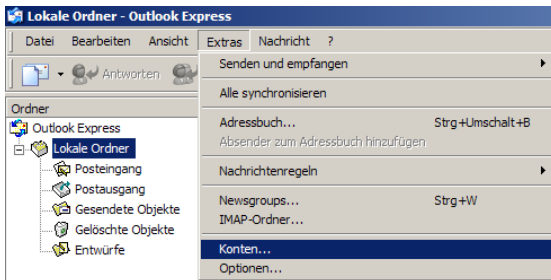 Lokale Ordner - Outlook Express
Datei Bearbeiten Ansicht Extras Nachricht ?
Antworten
Ordner
Outlook Express
Lokale Ordner
Posteingang
Postausgang
Gesendete Objekte
Gelöschte Objekte
Entwürfe
Senden und empfangen
Alle synchronisieren
Adressbuch... Strg+Umschalt+B
Absender zum Adressbuch hinzufügen
Nachrichtenregeln
Newsgroups... Strg+W
IMAP-Ordner...
Konten...
Optionen...